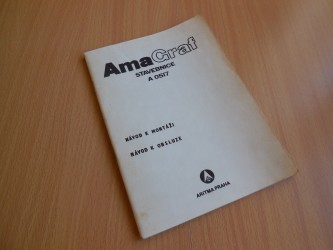 AmaGraf
STAVEBNICE
A 0517
NÁVOD K MONTÁŽI
NÁVOD K OBSLUZE
ARITMA PRAHA